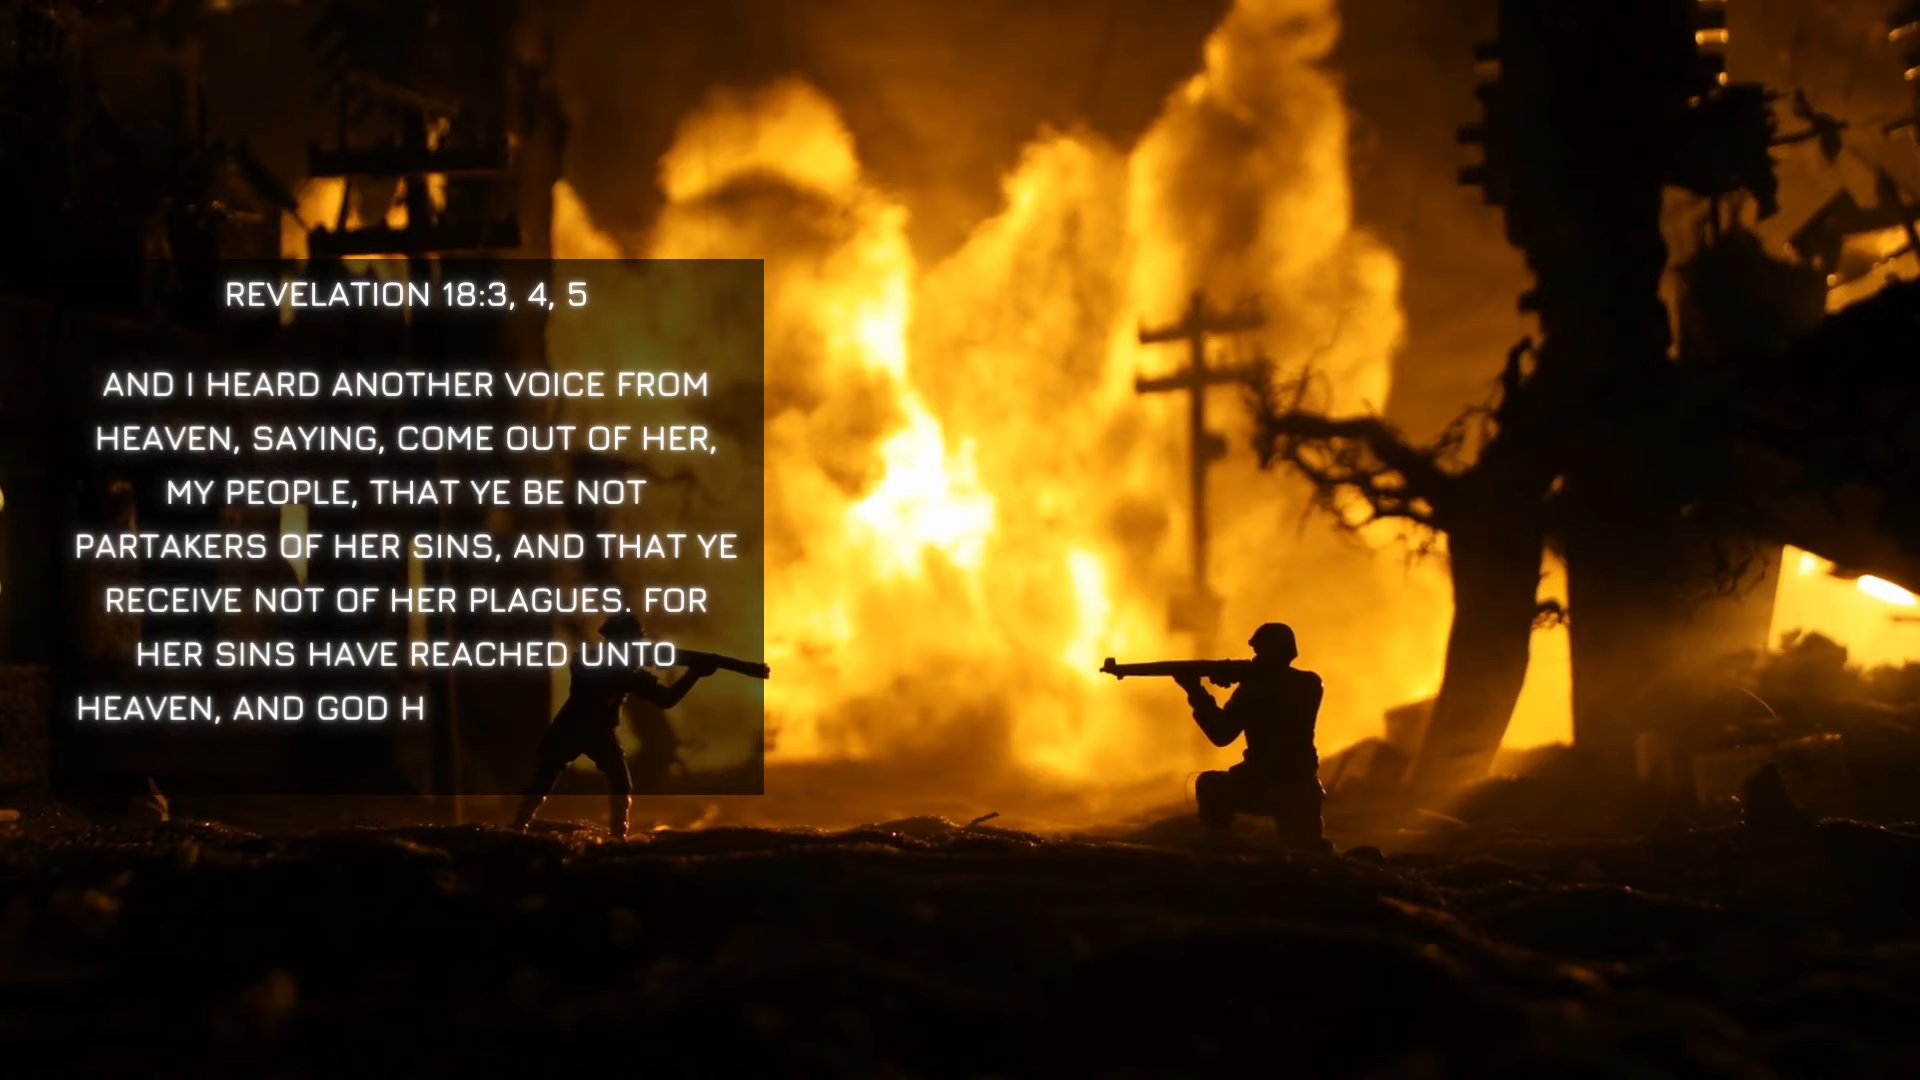 REVELATION 18:3, 4, 5
AND I HEARD ANOTHER VOICE FROM
HEAVEN, SAYING, COME OUT OF HER,
MY PEOPLE, THAT YE BE NOT
PARTAKERS OF HER SINS, AND THAT YE
RECEIVE NOT OF HER PLAGUES. FOR
HER SINS HAVE REACHED UNTO
HEAVEN, AND GOD H